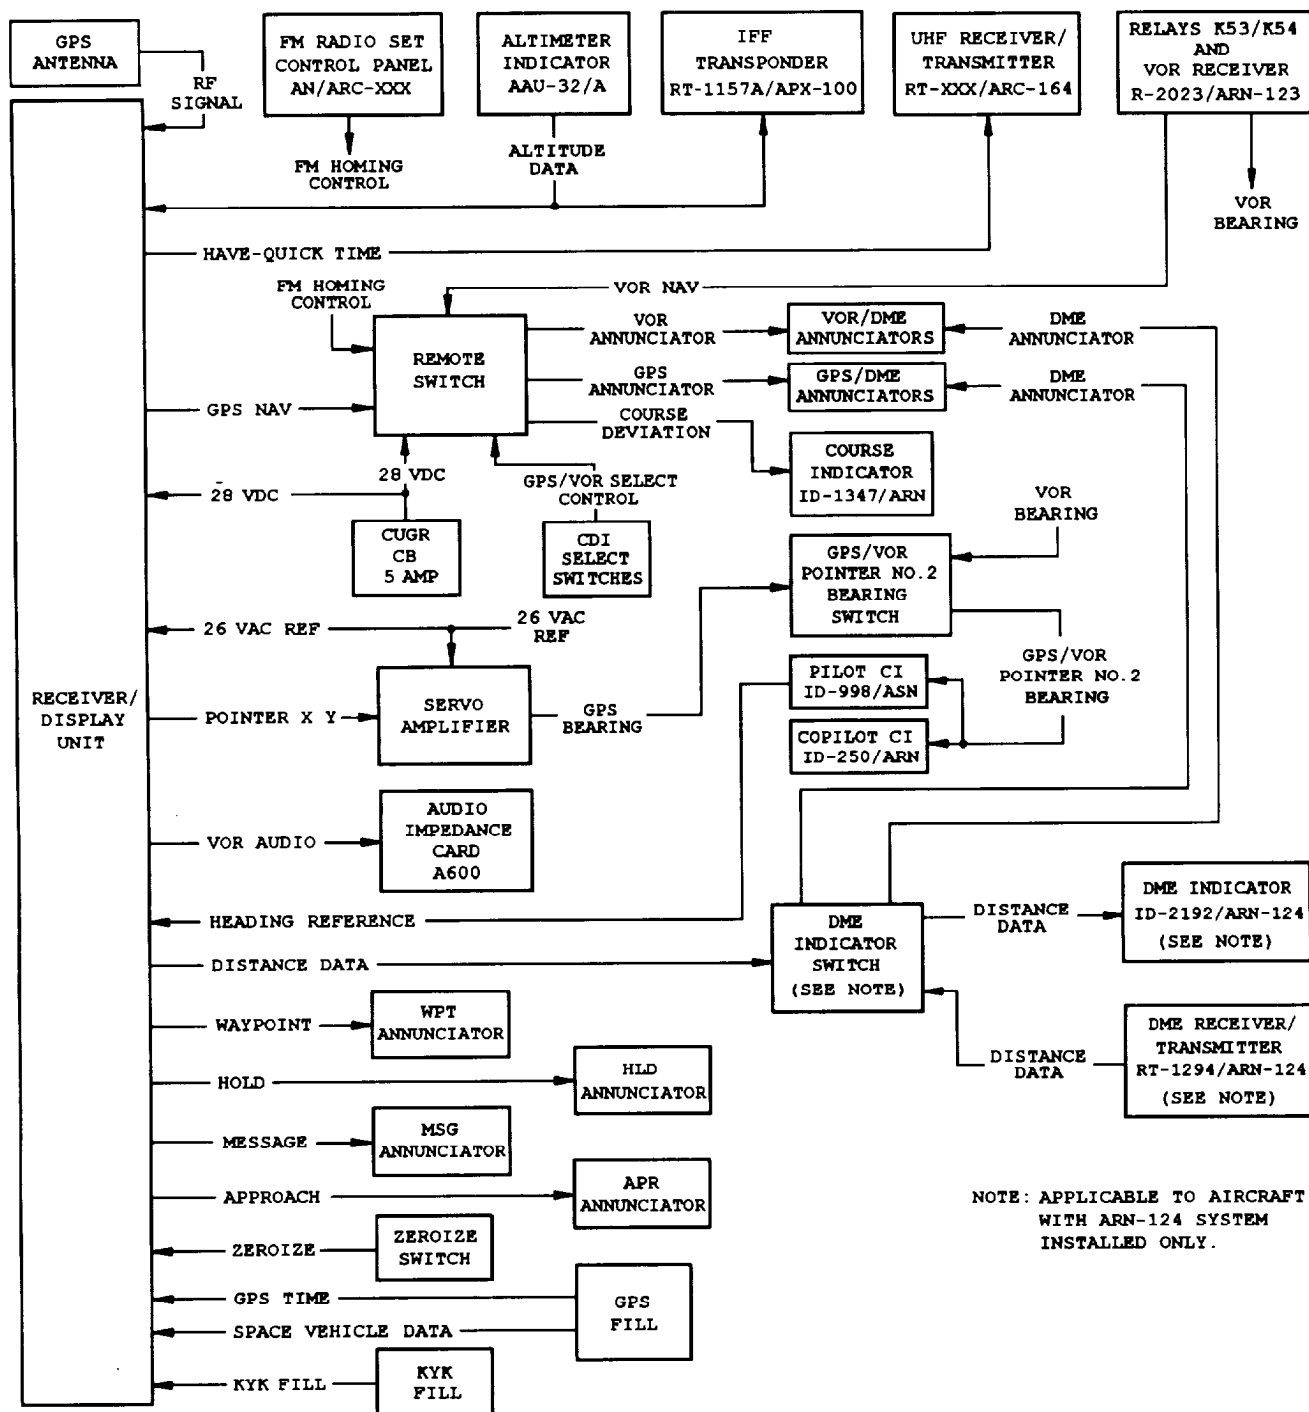 GPS
ANTENNA
FM RADIO SET
CONTROL PANEL
AN/ARC-XXX
ALTIMETER
INDICATOR
AAU-32/A
IFF
TRANSPONDER
RT-1157A/APX-100
UHF RECEIVER/
TRANSMITTER
RT-XXX/ARC-164
RELAYS K53/K54
AND
VOR RECEIVER
R-2023/ARN-123
RF
SIGNAL
FM HOMING
CONTROL
ALTITUDE
DATA
VOR
BEARING
HAVE-QUICK TIME
FM HOMING
CONTROL
VOR NAV
REMOTE
SWITCH
VOR
ANNUNCIATOR
VOR/DME
ANNUNCIATORS
DME
ANNUNCIATOR
GPS
ANNUNCIATOR
GPS/DME
ANNUNCIATORS
DME
ANNUNCIATOR
GPS NAV
COURSE
DEVIATION
COURSE
INDICATOR
ID-1347/ARN
28 VDC
28 VDC
GPS/VOR SELECT
CONTROL
CUGR
CB
5 AMP
CDI
SELECT
SWITCHES
VOR
BEARING
GPS/VOR
POINTER NO.2
BEARING
SWITCH
26 VAC REF
26 VAC
REF
GPS/VOR
POINTER NO.2
BEARING
RECEIVER/
DISPLAY
UNIT
POINTER X Y
SERVO
AMPLIFIER
GPS
BEARING
PILOT CI
ID-998/ASN
COPILOT CI
ID-250/ARN
VOR AUDIO
AUDIO
IMPEDANCE
CARD
A600
HEADING REFERENCE
DISTANCE DATA
DME
INDICATOR
SWITCH
(SEE NOTE)
DISTANCE
DATA
DME INDICATOR
ID-2192/ARN-124
(SEE NOTE)
WAYPOINT
WPT
ANNUNCIATOR
DISTANCE
DATA
DME RECEIVER/
TRANSMITTER
RT-1294/ARN-124
(SEE NOTE)
HOLD
HLD
ANNUNCIATOR
MESSAGE
MSG
ANNUNCIATOR
APPROACH
APR
ANNUNCIATOR
NOTE: APPLICABLE TO AIRCRAFT
WITH ARN-124 SYSTEM
INSTALLED ONLY.
ZEROIZE
ZEROIZE
SWITCH
GPS TIME
SPACE VEHICLE DATA
GPS
FILL
KYK FILL
KYK
FILL